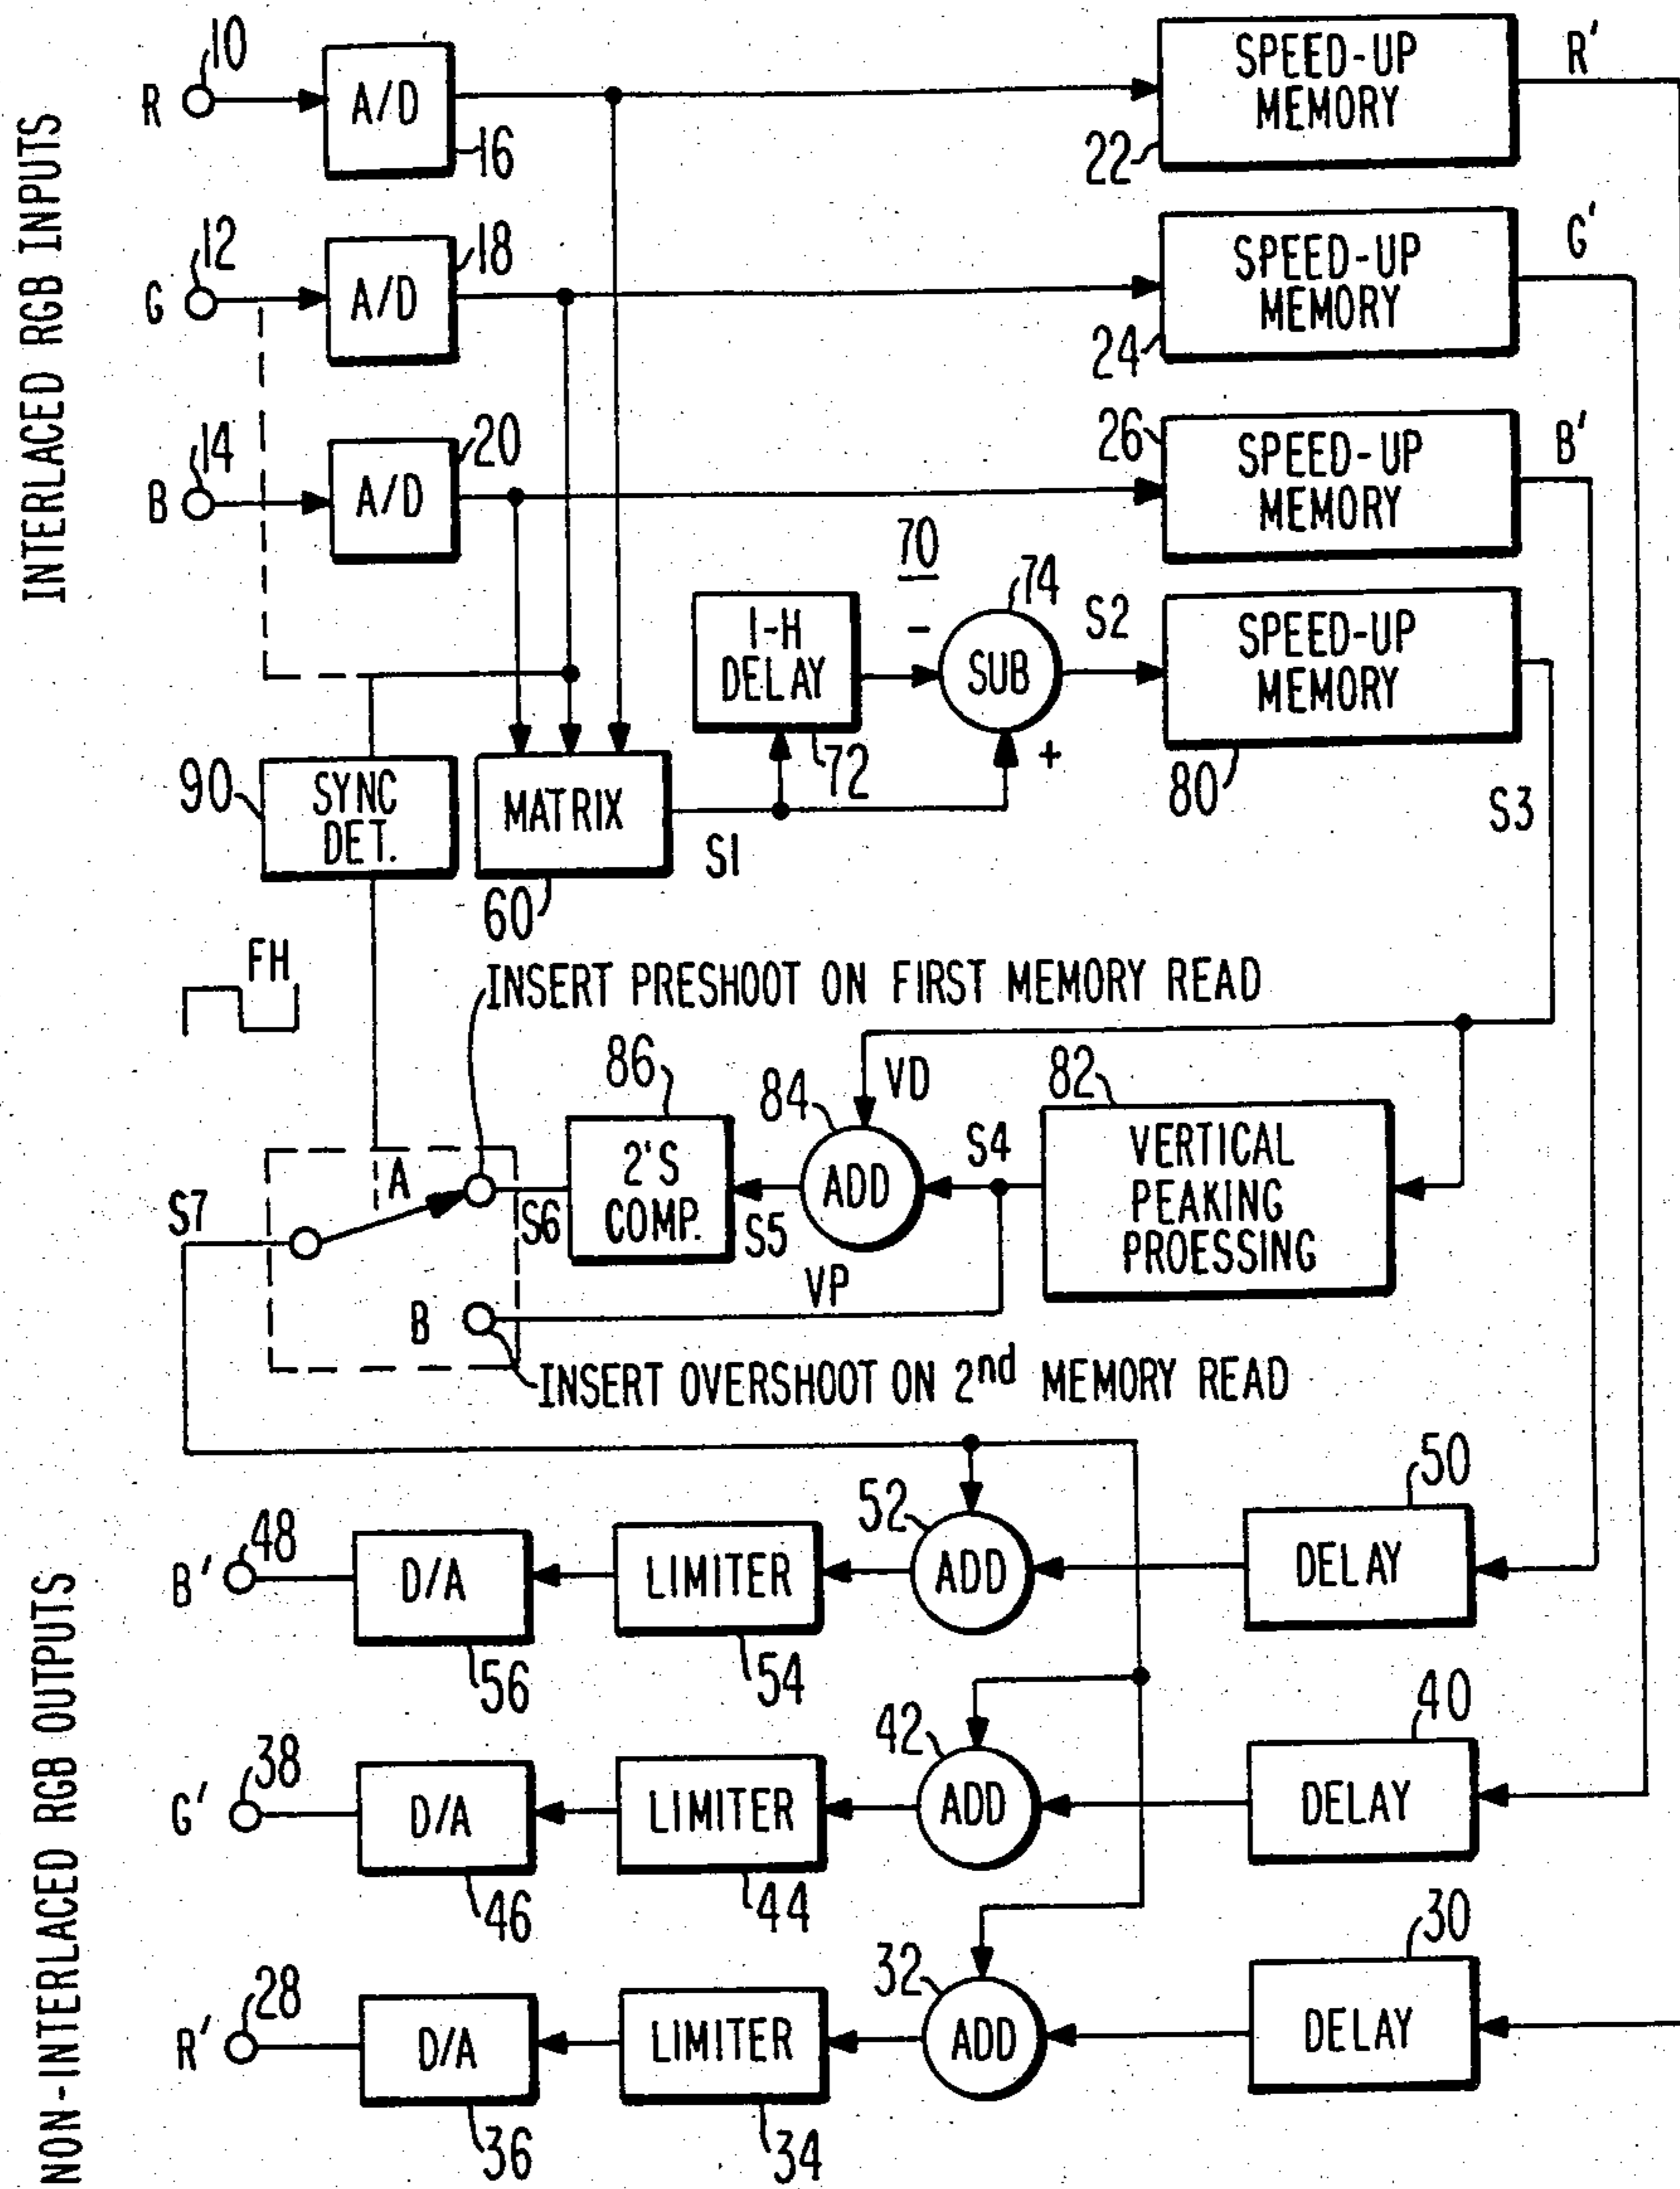 INTERLACED RGB INPUTS
R
10
A/D
16
SPEED-UP
MEMORY
22
R'
G
12
A/D
18
SPEED-UP
MEMORY
24
G'
B
14
A/D
20
SPEED-UP
MEMORY
26
B'
70
1-H
DELAY
72
-
SUB
74
+
S2
SPEED-UP
MEMORY
80
S3
90
SYNC
DET.
MATRIX
60
S1
FH
INSERT PRESHOOT ON FIRST MEMORY READ
S7
A
S6
86
2'S
COMP.
S5
84
ADD
VD
S4
82
VERTICAL
PEAKING
PROESSING
VP
B
INSERT OVERSHOOT ON 2nd MEMORY READ
NON-INTERLACED RGB OUTPUTS
B'
48
D/A
56
LIMITER
54
52
ADD
50
DELAY
G'
38
D/A
46
LIMITER
44
42
ADD
40
DELAY
R'
28
D/A
36
LIMITER
34
32
ADD
30
DELAY